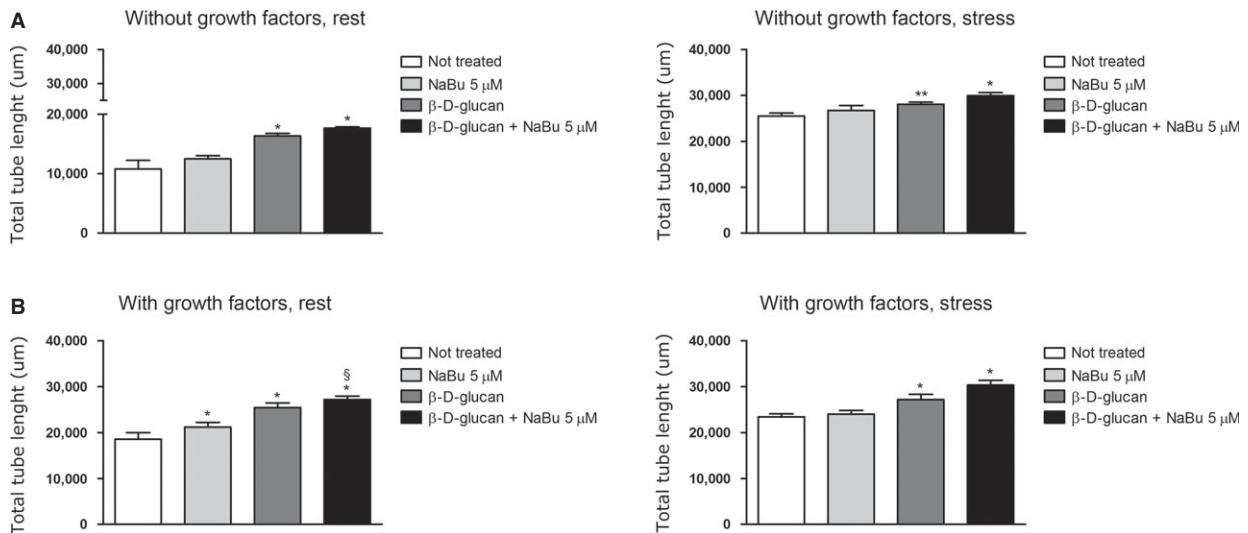 A
Without growth factors, rest
Total tube lenght (um)
40,000
30,000
20,000
10,000
0
*
*
Not treated
NaBu 5 μM
β-D-glucan
β-D-glucan + NaBu 5 μM
Without growth factors, stress
Total tube lenght (um)
40,000
30,000
20,000
10,000
0
**
*
Not treated
NaBu 5 μM
β-D-glucan
β-D-glucan + NaBu 5 μM
B
With growth factors, rest
Total tube lenght (um)
40,000
30,000
20,000
10,000
0
*
*
§
*
Not treated
NaBu 5 μM
β-D-glucan
β-D-glucan + NaBu 5 μM
With growth factors, stress
Total tube lenght (um)
40,000
30,000
20,000
10,000
0
*
*
Not treated
NaBu 5 μM
β-D-glucan
β-D-glucan + NaBu 5 μM